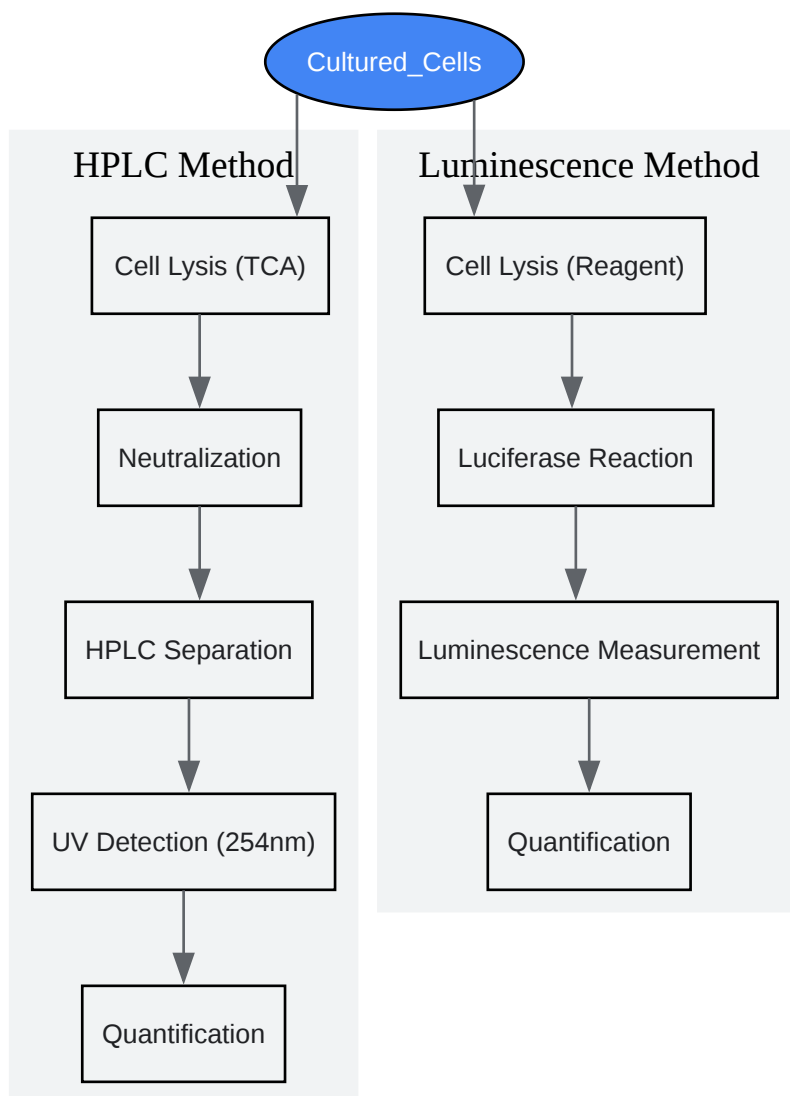 Cultured_Cells
HPLC Method
Cell Lysis (TCA)
Neutralization
HPLC Separation
UV Detection (254nm)
Quantification
Luminescence Method
Cell Lysis (Reagent)
Luciferase Reaction
Luminescence Measurement
Quantification